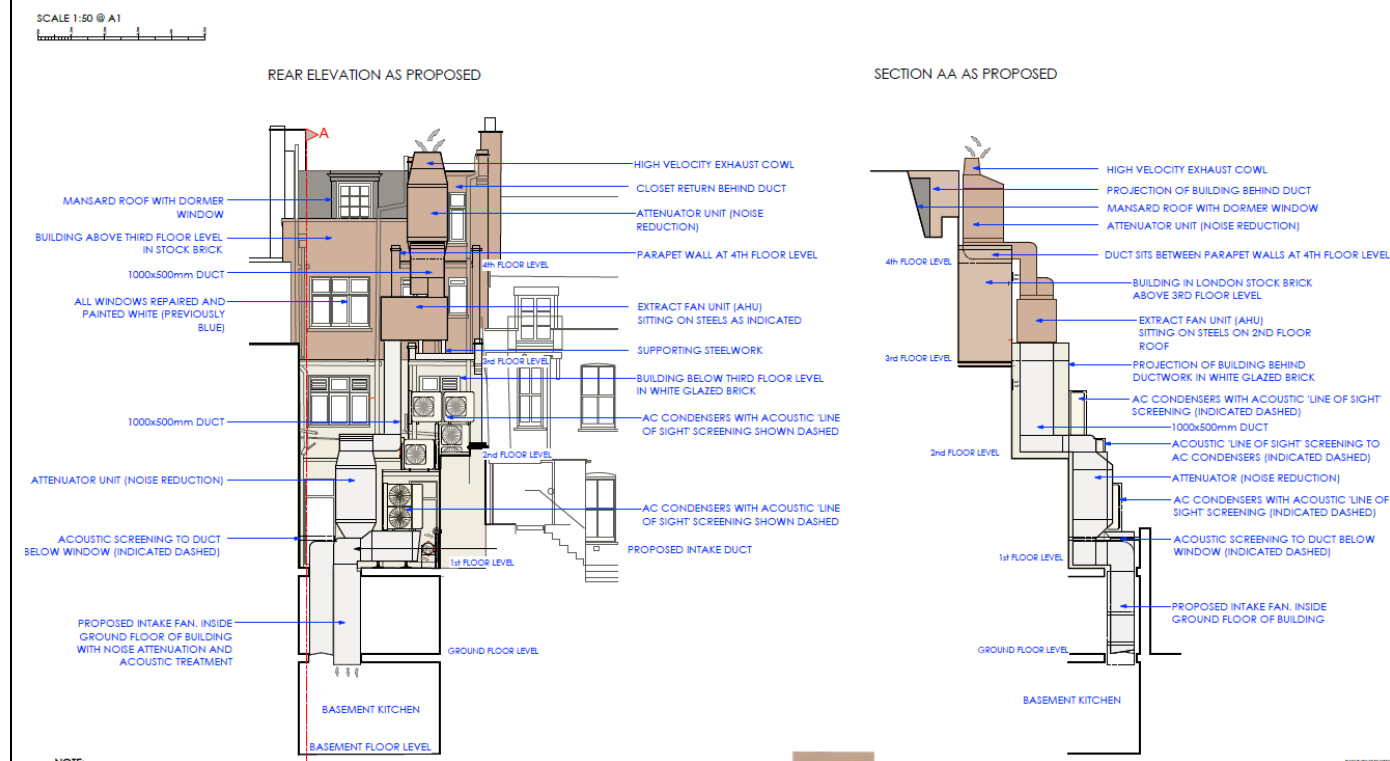 SCALE 1:50 @ A1
REAR ELEVATION AS PROPOSED
A
HIGH VELOCITY EXHAUST COWL
CLOSET RETURN BEHIND DUCT
MANSARD ROOF WITH DORMER
WINDOW
ATTENUATOR UNIT (NOISE
REDUCTION)
BUILDING ABOVE THIRD FLOOR LEVEL
IN STOCK BRICK
PARAPET WALL AT 4TH FLOOR LEVEL
4th FLOOR LEVEL
1000x500mm DUCT
ALL WINDOWS REPAIRED AND
PAINTED WHITE (PREVIOUSLY
BLUE)
EXTRACT FAN UNIT (AHU)
SITTING ON STEELS AS INDICATED
SUPPORTING STEELWORK
3rd FLOOR LEVEL
BUILDING BELOW THIRD FLOOR LEVEL
IN WHITE GLAZED BRICK
1000x500mm DUCT
AC CONDENSERS WITH ACOUSTIC 'LINE
OF SIGHT' SCREENING SHOWN DASHED
2nd FLOOR LEVEL
ATTENUATOR UNIT (NOISE REDUCTION)
AC CONDENSERS WITH ACOUSTIC 'LINE
OF SIGHT' SCREENING SHOWN DASHED
ACOUSTIC SCREENING TO DUCT
BELOW WINDOW (INDICATED DASHED)
PROPOSED INTAKE DUCT
1st FLOOR LEVEL
PROPOSED INTAKE FAN. INSIDE
GROUND FLOOR OF BUILDING
WITH NOISE ATTENUATION AND
ACOUSTIC TREATMENT
GROUND FLOOR LEVEL
BASEMENT KITCHEN
BASEMENT FLOOR LEVEL
NOTE:
SECTION AA AS PROPOSED
HIGH VELOCITY EXHAUST COWL
PROJECTION OF BUILDING BEHIND DUCT
MANSARD ROOF WITH DORMER WINDOW
ATTENUATOR UNIT (NOISE REDUCTION)
DUCT SITS BETWEEN PARAPET WALLS AT 4TH FLOOR LEVEL
4th FLOOR LEVEL
BUILDING IN LONDON STOCK BRICK
ABOVE 3RD FLOOR LEVEL
EXTRACT FAN UNIT (AHU)
SITTING ON STEELS ON 2ND FLOOR
ROOF
3rd FLOOR LEVEL
PROJECTION OF BUILDING BEHIND
DUCTWORK IN WHITE GLAZED BRICK
AC CONDENSERS WITH ACOUSTIC 'LINE OF SIGHT'
SCREENING (INDICATED DASHED)
1000x500mm DUCT
ACOUSTIC 'LINE OF SIGHT' SCREENING TO
AC CONDENSERS (INDICATED DASHED)
2nd FLOOR LEVEL
ATTENUATOR (NOISE REDUCTION)
AC CONDENSERS WITH ACOUSTIC 'LINE OF
SIGHT' SCREENING (INDICATED DASHED)
ACOUSTIC SCREENING TO DUCT BELOW
WINDOW (INDICATED DASHED)
1st FLOOR LEVEL
PROPOSED INTAKE FAN. INSIDE
GROUND FLOOR OF BUILDING
GROUND FLOOR LEVEL
BASEMENT KITCHEN